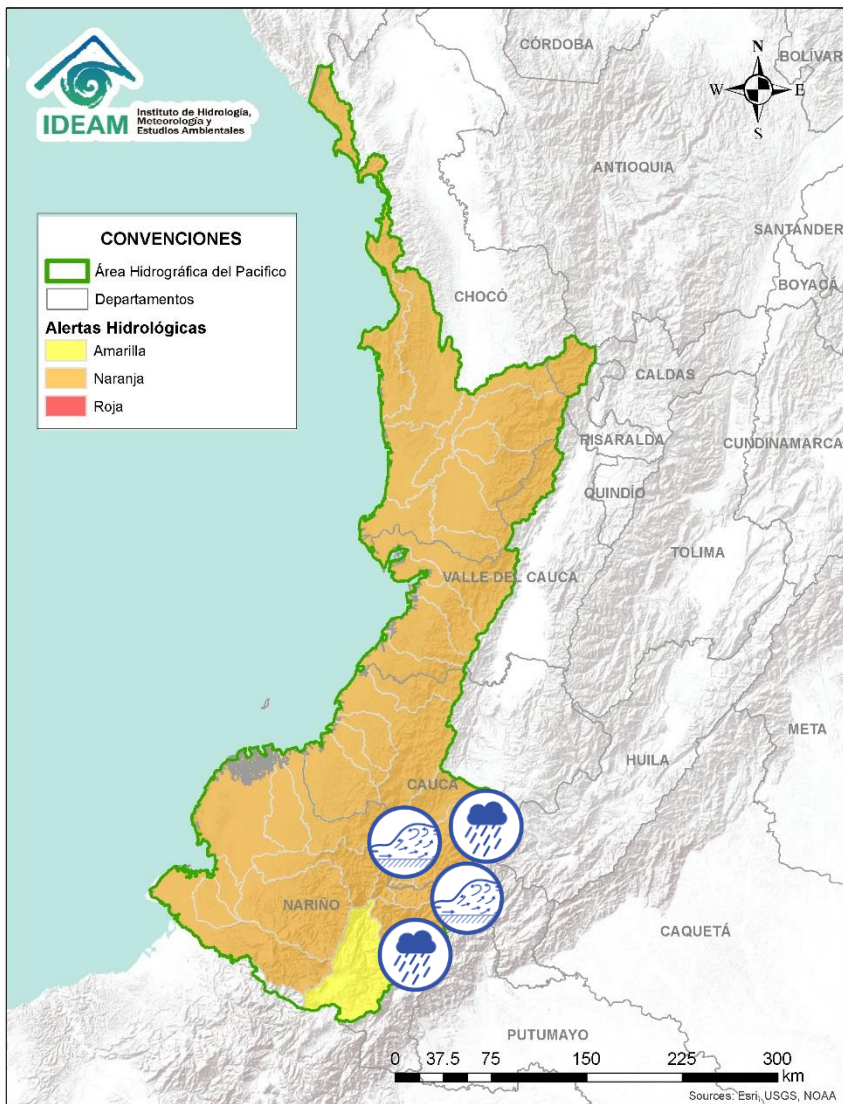 IDEAM
Instituto de Hidrología,
Meteorología y
Estudios Ambientales
N
W
E
S
CONVENCIONES
Área Hidrográfica del Pacifico
Departamentos
Alertas Hidrológicas
Amarilla
Naranja
Roja
CÓRDOBA
BOLÍVAR
ANTIOQUIA
SANTANDER
BOYACÁ
CHOCÓ
CALDAS
RISARALDA
CUNDINAMARCA
QUINDÍO
TOLIMA
VALLE DEL CAUCA
META
HUILA
CAUCA
NARIÑO
CAQUETÁ
PUTUMAYO
0 37.5 75 150 225 300
km
Sources: Esri, USGS, NOAA